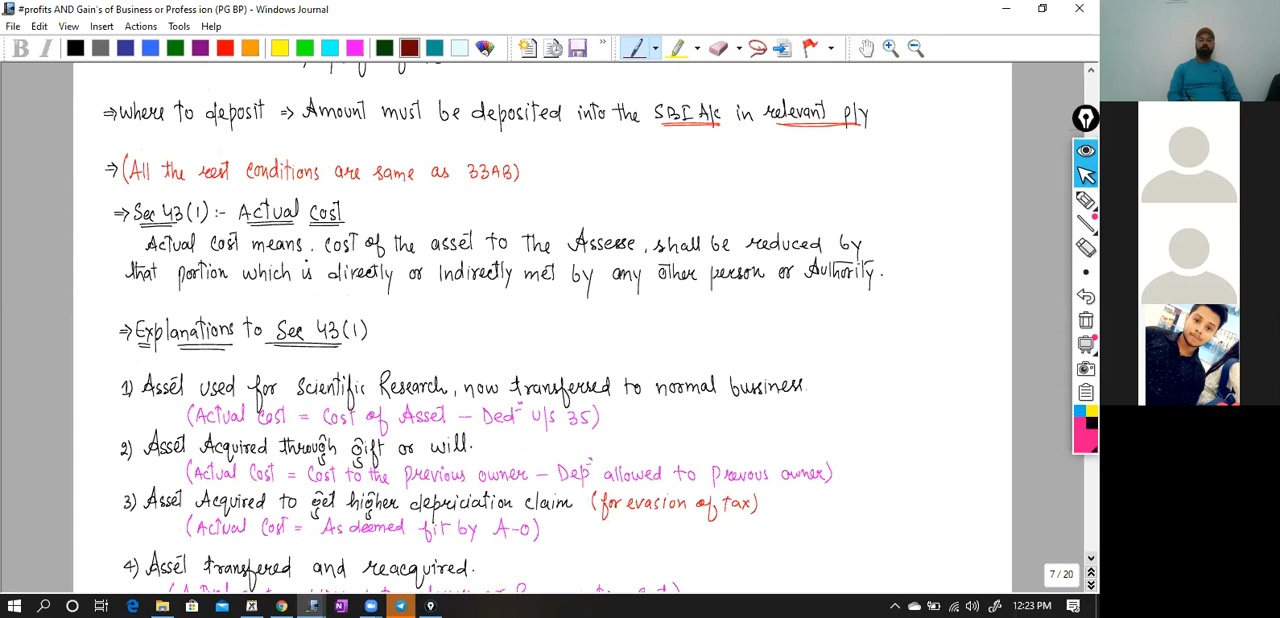 #profits AND Gain's of Business or Profess ion (PG BP) - Windows Journal
File Edit View Insert Actions Tools Help
⇒ Where to deposit ⇒ Amount must be deposited into the SBI A/c in relevant p/y
⇒ (All the rest conditions are same as 33AB)
⇒ Sec 43(1) :- Actual Cost
Actual Cost means. Cost of the asset to the Assesse, shall be reduced by
that portion which is directly or Indirectly met by any other person or Authority.
⇒ Explanations to Sec 43(1)
1) Asset used for Scientific Research, now transferred to normal bussiness.
(Actual Cost = Cost of Asset - Ded" u/s 35)
2) Asset Acquired through gift or will.
(Actual Cost = Cost to the previous owner - Dep" allowed to prevous owner)
3) Asset Acquired to get higher depriciation claim (for evasion of tax)
(Actual Cost = As deemed fit by A-O)
4) Asset transfered and reacquired.
7 / 20
12:23 PM